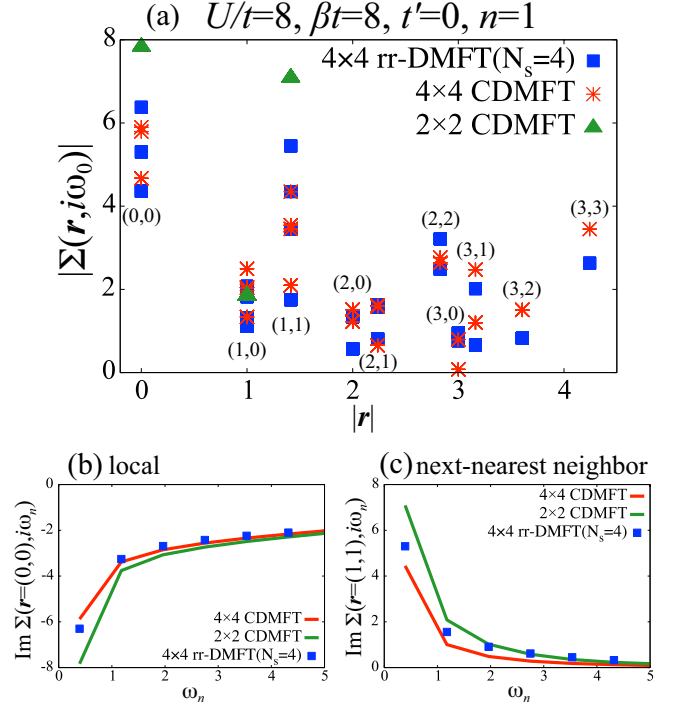 (a) U/t=8, βt=8, t'=0, n=1
4×4 rr-DMFT(Ns=4)
4×4 CDMFT
2×2 CDMFT
|Σ(r,iω0)|
8
6
4
2
0
(0,0)
(1,0)
(1,1)
(2,0)
(2,1)
(2,2)
(3,0)
(3,1)
(3,2)
(3,3)
0 1 2 3 4
|r|
(b) local
Im Σ(r=(0,0),iωn)
0
-2
-4
-6
-8
4×4 CDMFT
2×2 CDMFT
4×4 rr-DMFT(Ns=4)
0 1 2 3 4 5
ωn
(c) next-nearest neighbor
Im Σ(r=(1,1),iωn)
8
6
4
2
0
4×4 CDMFT
2×2 CDMFT
4×4 rr-DMFT(Ns=4)
0 1 2 3 4 5
ωn